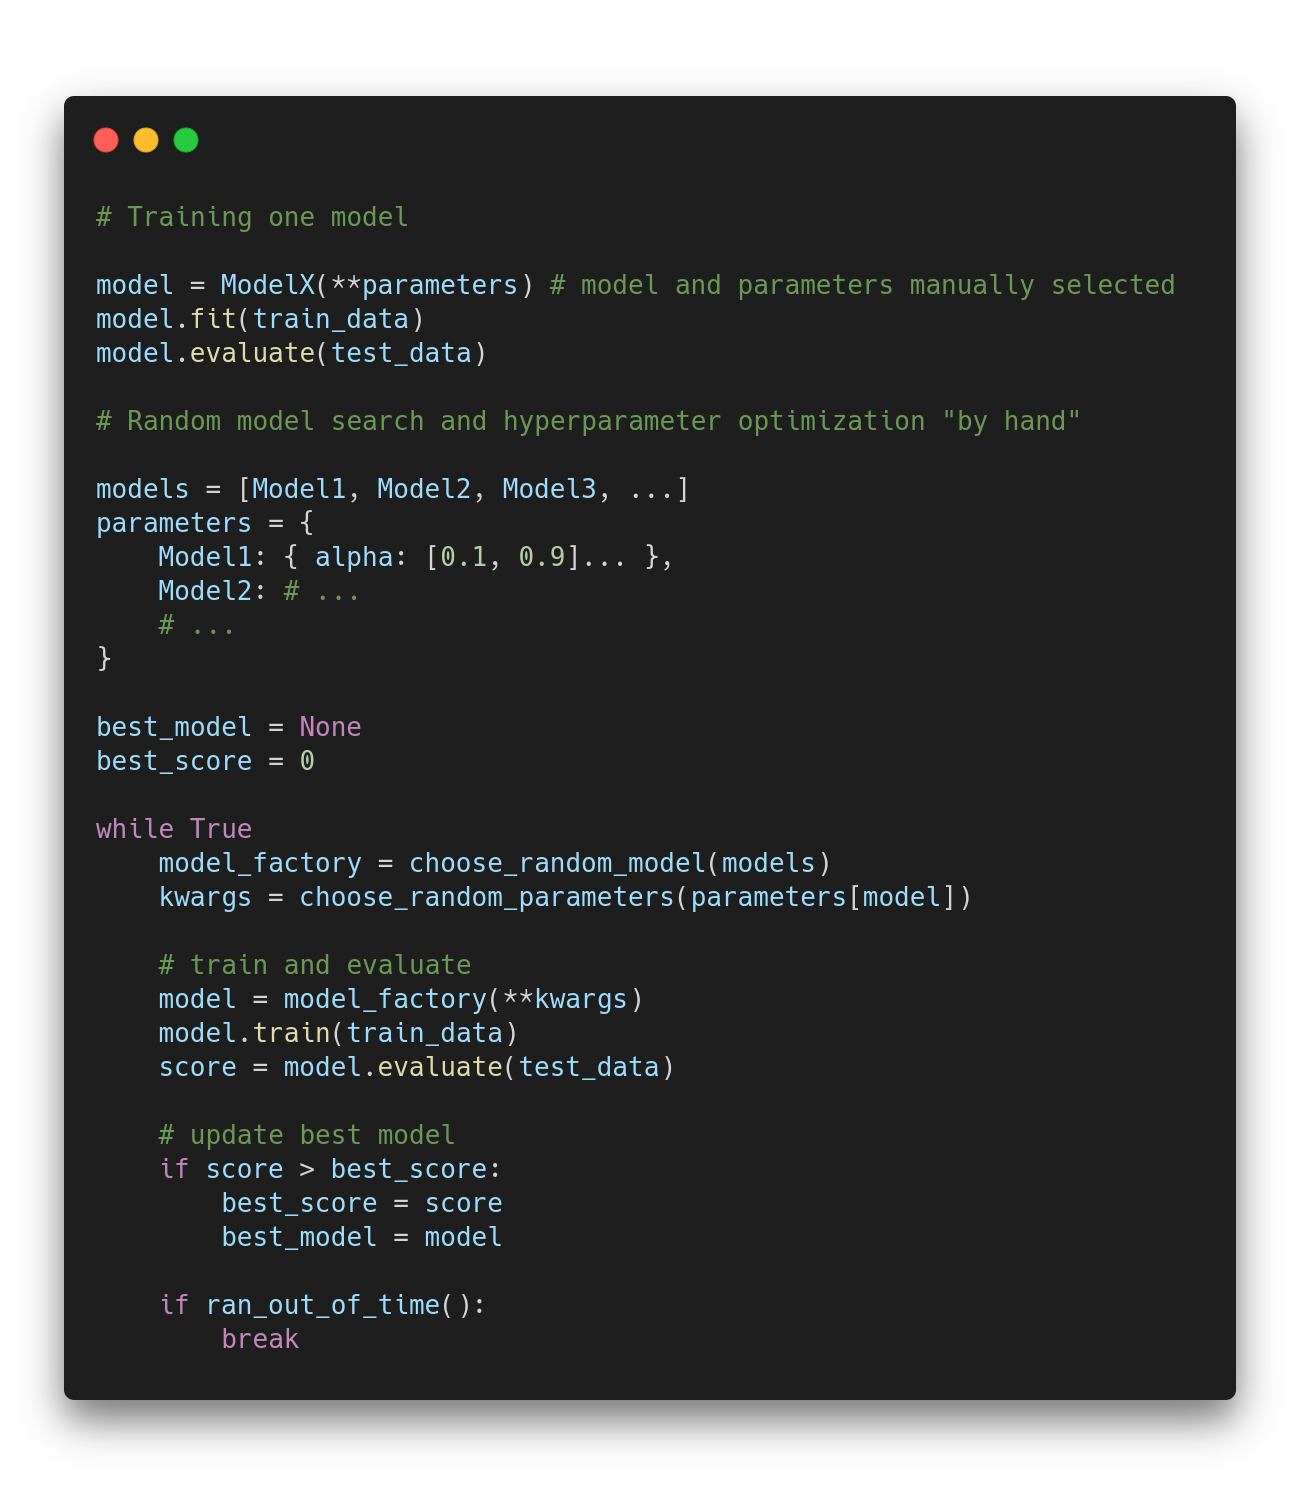 # Training one model

model = ModelX(**parameters) # model and parameters manually selected
model.fit(train_data)
model.evaluate(test_data)

# Random model search and hyperparameter optimization "by hand"

models = [Model1, Model2, Model3, ...]
parameters = {
    Model1: { alpha: [0.1, 0.9]... },
    Model2: # ...
    # ...
}

best_model = None
best_score = 0

while True
    model_factory = choose_random_model(models)
    kwargs = choose_random_parameters(parameters[model])

    # train and evaluate
    model = model_factory(**kwargs)
    model.train(train_data)
    score = model.evaluate(test_data)

    # update best model
    if score > best_score:
        best_score = score
        best_model = model

    if ran_out_of_time():
        break